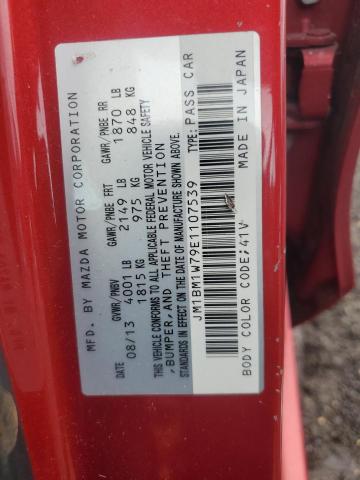 MFD. BY MAZDA MOTOR CORPORATION
DATE GVWR/PNBV GAWR/PNBE FRT GAWR/PNBE RR
08/13 4001 LB 2149 LB 1870 LB
1815 KG 975 KG 848 KG
THIS VEHICLE CONFORMS TO ALL APPLICABLE FEDERAL MOTOR VEHICLE SAFETY
,BUMPER,AND THEFT PREVENTION
STANDARDS IN EFFECT ON THE DATE OF MANUFACTURE SHOWN ABOVE.
JM1BM1W79E1107539 TYPE: PASS CAR
BODY COLOR CODE;41V MADE IN JAPAN